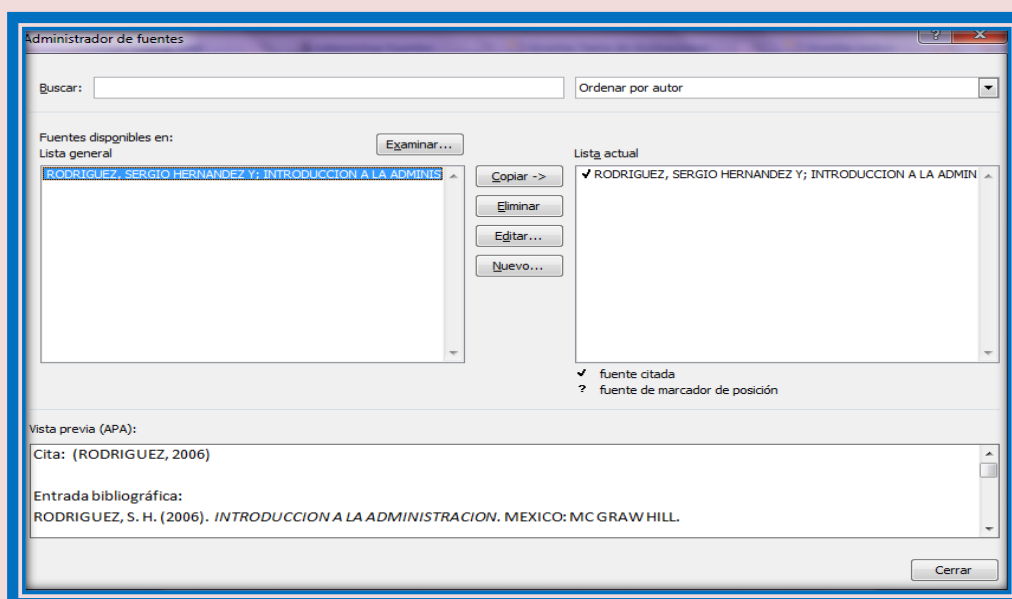 Administrador de fuentes
Buscar:
Ordenar por autor
Fuentes disponibles en:
Lista general
Examinar...
Lista actual
RODRIGUEZ, SERGIO HERNANDEZ Y; INTRODUCCION A LA ADMINIS
Copiar ->
✓ RODRIGUEZ, SERGIO HERNANDEZ Y; INTRODUCCION A LA ADMIN
Eliminar
Editar...
Nuevo...
✓ fuente citada
? fuente de marcador de posición
Vista previa (APA):
Cita: (RODRIGUEZ, 2006)
Entrada bibliográfica:
RODRIGUEZ, S. H. (2006). INTRODUCCION A LA ADMINISTRACION. MEXICO: MC GRAW HILL.
Cerrar